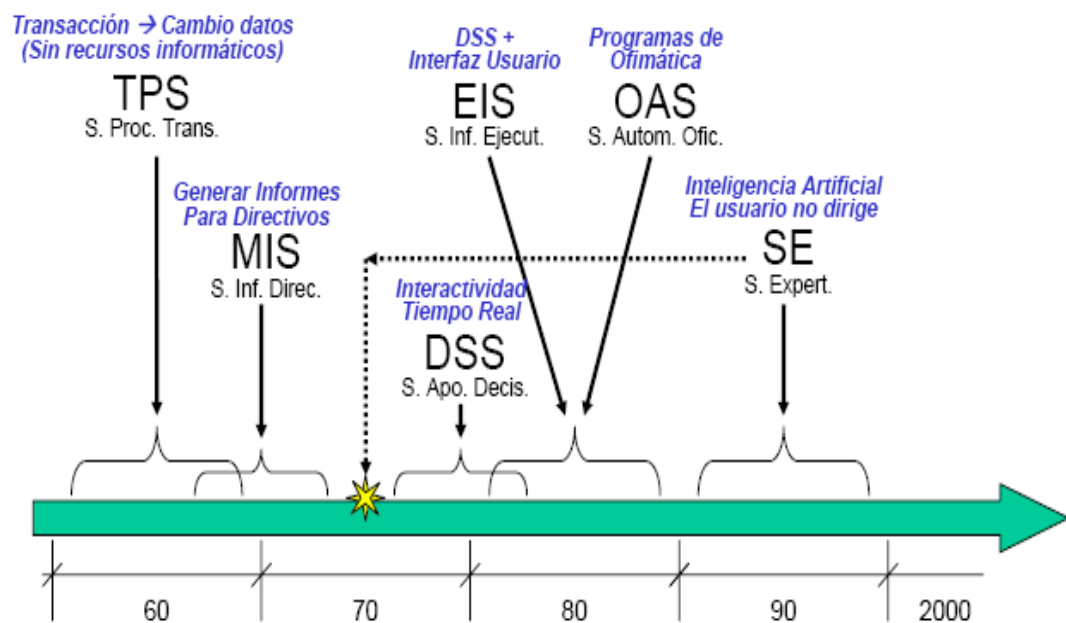 Transacción → Cambio datos
(Sin recursos informáticos)
TPS
S. Proc. Trans.
Generar Informes
Para Directivos
MIS
S. Inf. Direc.
DSS +
Interfaz Usuario
EIS
S. Inf. Ejecut.
Programas de
Ofimática
OAS
S. Autom. Ofic.
Interactividad
Tiempo Real
DSS
S. Apo. Decis.
Inteligencia Artificial
El usuario no dirige
SE
S. Expert.
60
70
80
90
2000